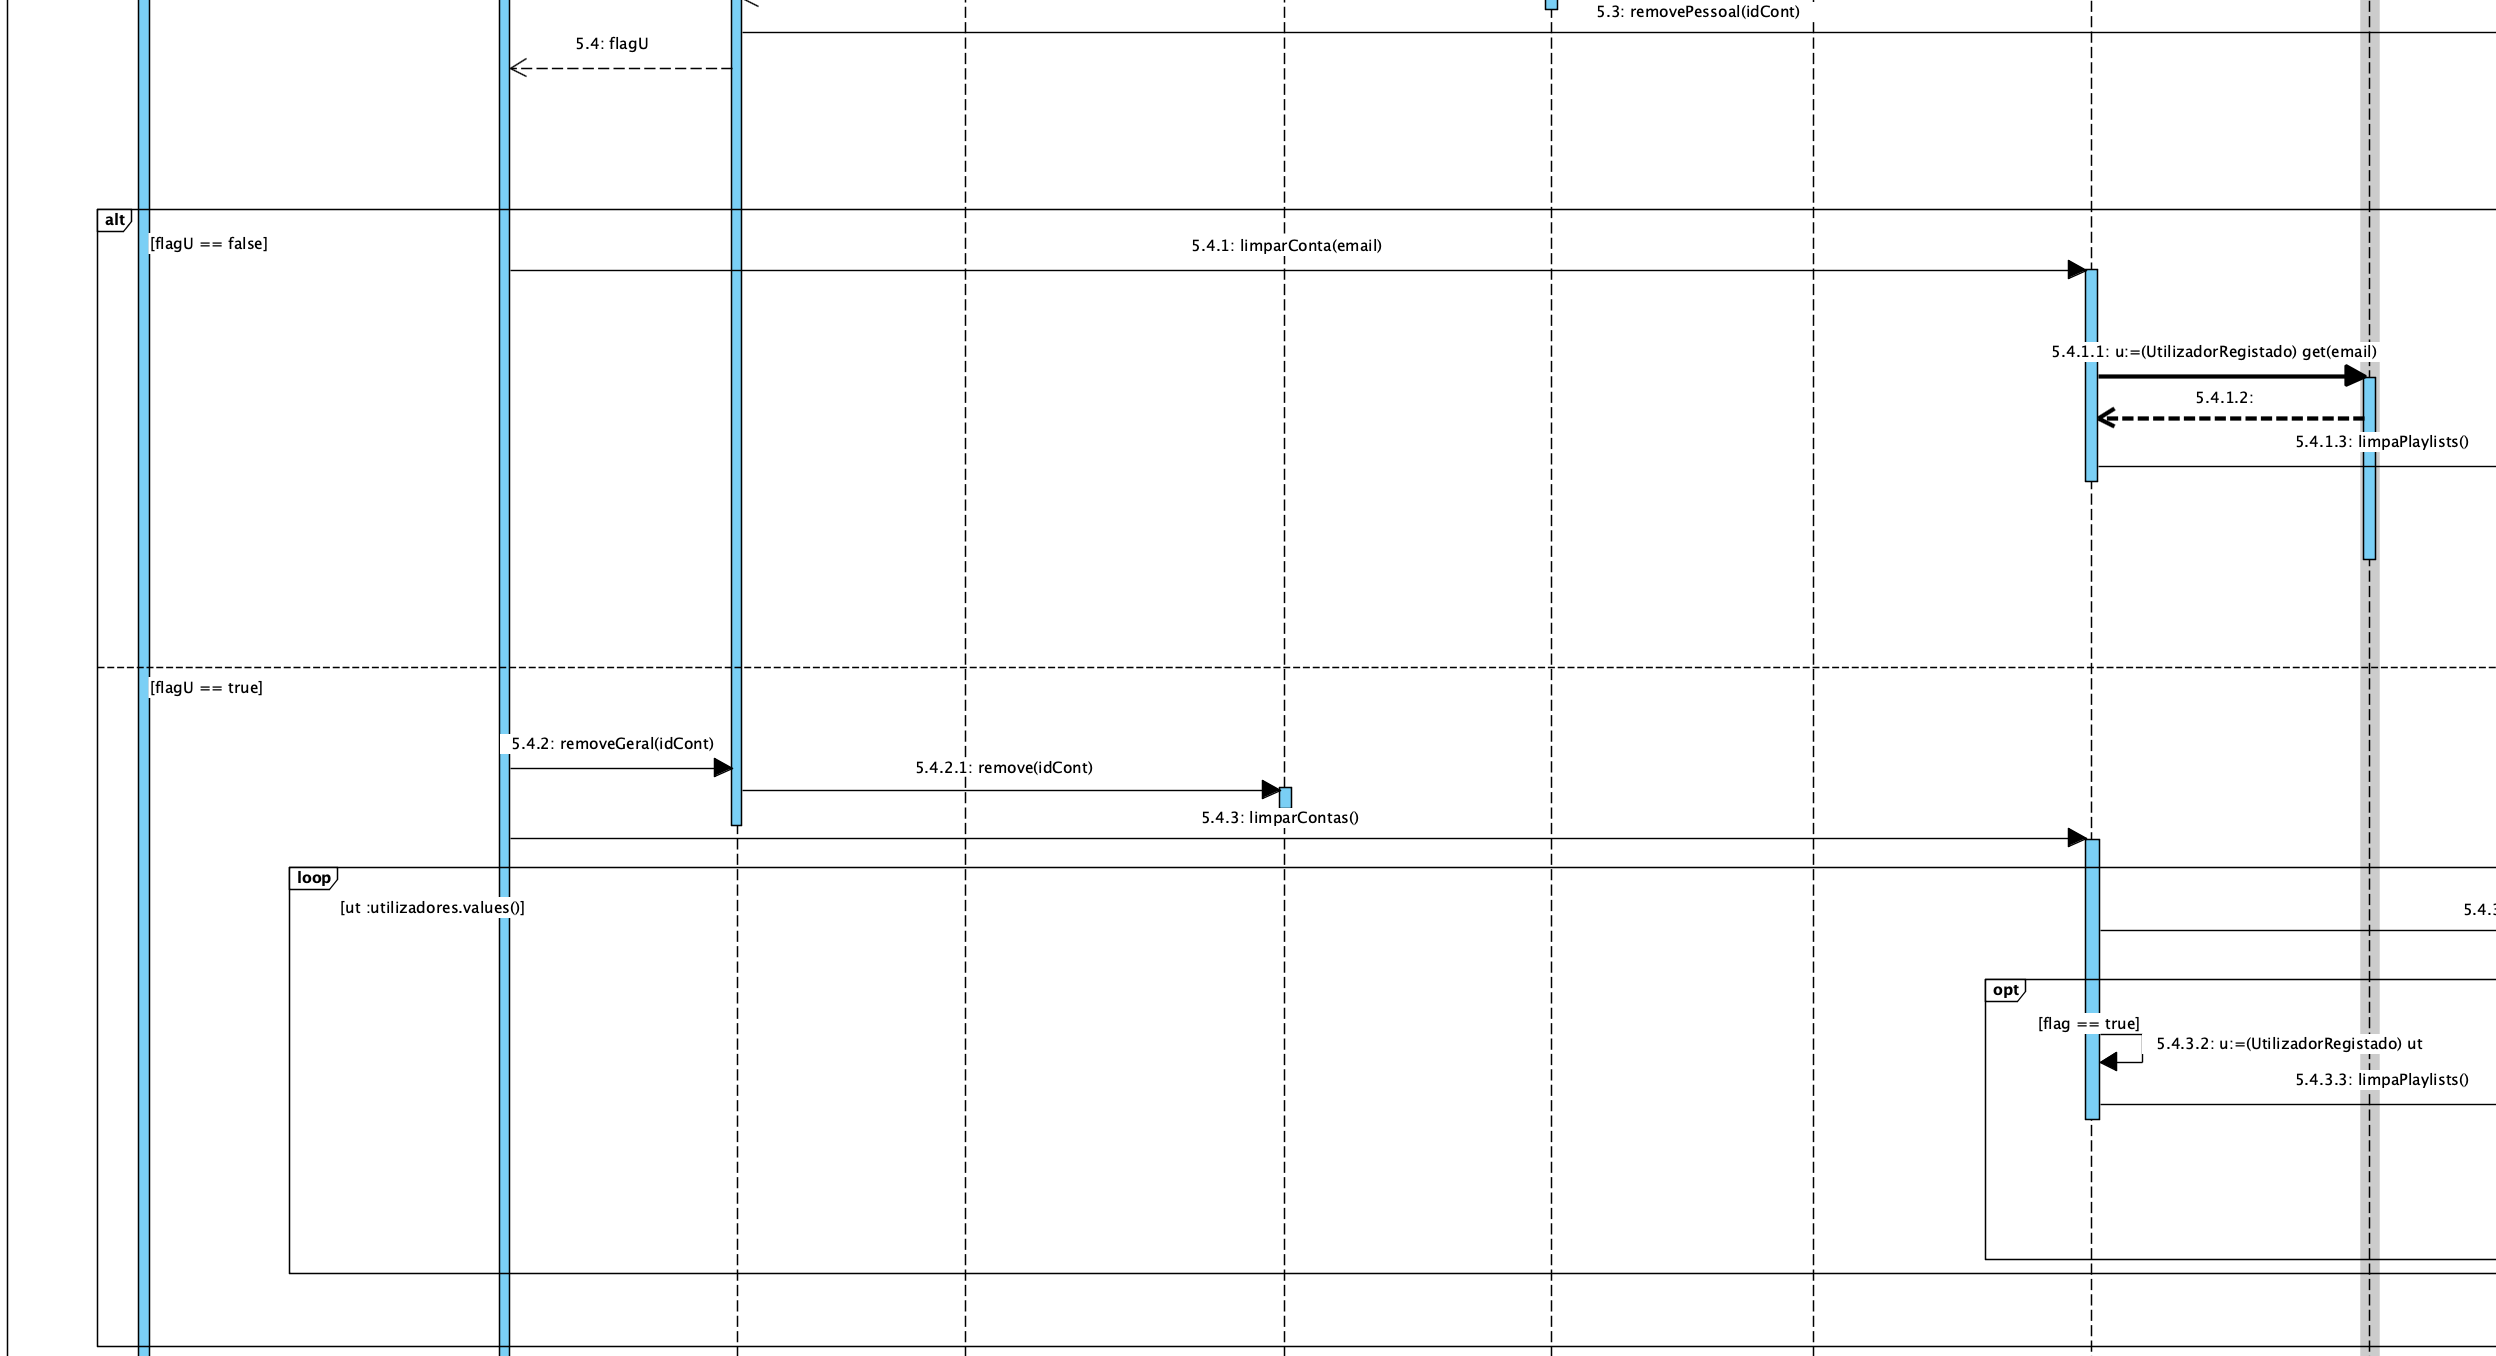 5.3: removePessoal(idCont)
5.4: flagU
alt
[flagU == false]
5.4.1: limparConta(email)
5.4.1.1: u:=(UtilizadorRegistado) get(email)
5.4.1.2:
5.4.1.3: limpaPlaylists()
[flagU == true]
5.4.2: removeGeral(idCont)
5.4.2.1: remove(idCont)
5.4.3: limparContas()
loop
[ut :utilizadores.values()]
5.4.3
opt
[flag == true]
5.4.3.2: u:=(UtilizadorRegistado) ut
5.4.3.3: limpaPlaylists()